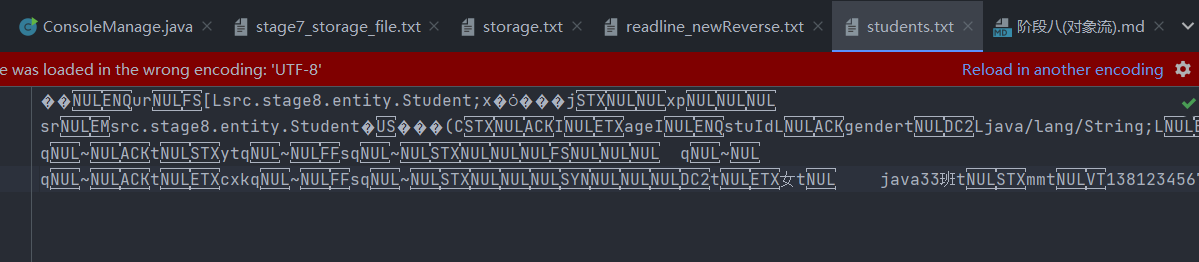 ConsoleManage.java stage7_storage_file.txt storage.txt readline_newReverse.txt students.txt 阶段八(对象流).md
e was loaded in the wrong encoding: 'UTF-8' Reload in another encoding
��NULENQurNULFS[Lsrc.stage8.entity.Student;x�ȯ���jSTXNULNULxpNULNULNUL
srNULEMsrc.stage8.entity.Student�US���(CSTXNULACKINULETXageINULENQstuIdLNULACKgendertNULDC2Ljava/lang/String;LNUL
qNUL~NULACKtNULSTXytqNUL~NULFFsqNUL~NULSTXNULNULNULFSNULNULNUL qNUL~NUL
qNUL~NULACKtNULETXcxkqNUL~NULFFsqNUL~NULSTXNULNULNULSYNNULNULNULDC2tNULETX女tNUL java33班tNULSTXmmtNULVT138123456